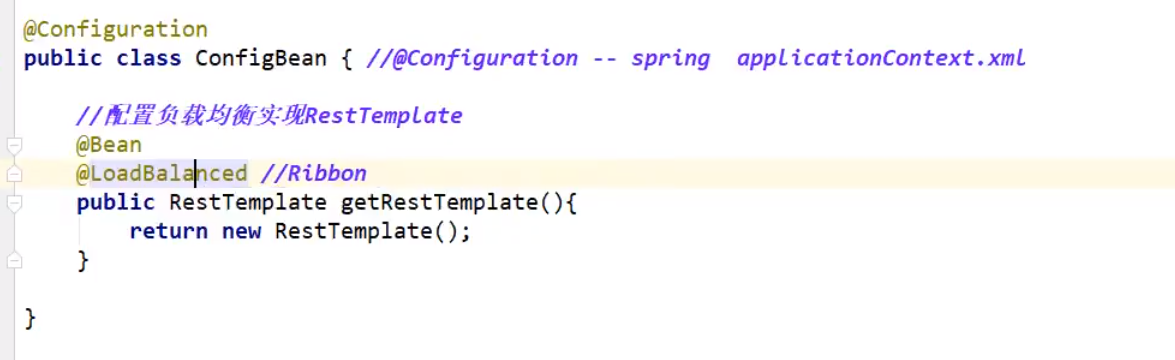 @Configuration
public class ConfigBean { //@Configuration -- spring  applicationContext.xml
//配置负载均衡实现RestTemplate
@Bean
@LoadBalanced //Ribbon
public RestTemplate getRestTemplate(){
return new RestTemplate();
}
}